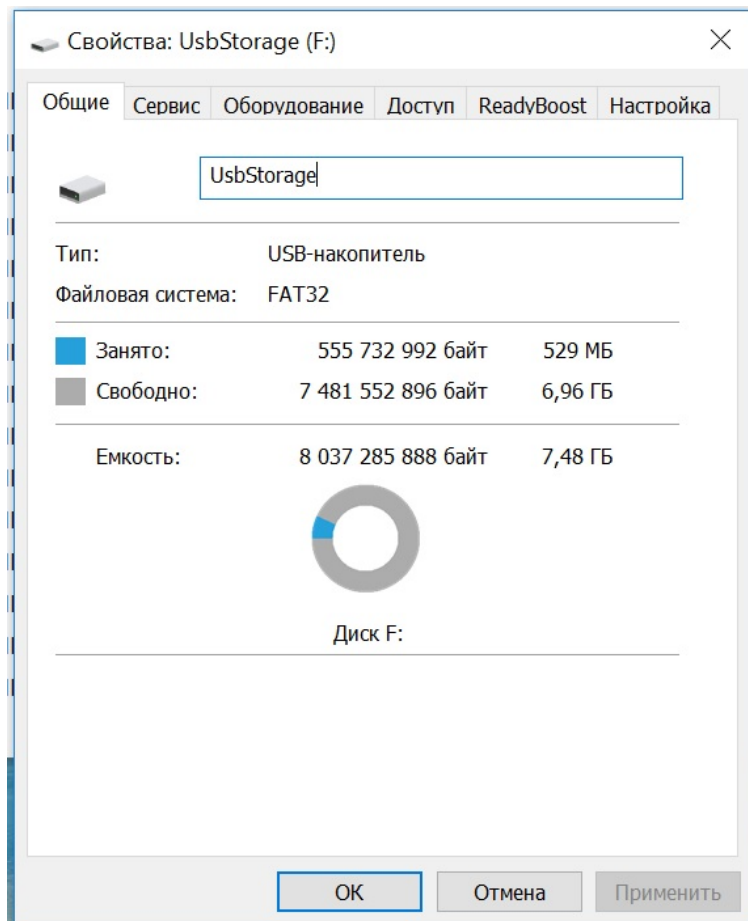 Свойства: UsbStorage (F:)
Общие Сервис Оборудование Доступ ReadyBoost Настройка
UsbStorage
Тип: USB-накопитель
Файловая система: FAT32
Занято: 555 732 992 байт 529 МБ
Свободно: 7 481 552 896 байт 6,96 ГБ
Емкость: 8 037 285 888 байт 7,48 ГБ
Диск F:
ОК Отмена Применить